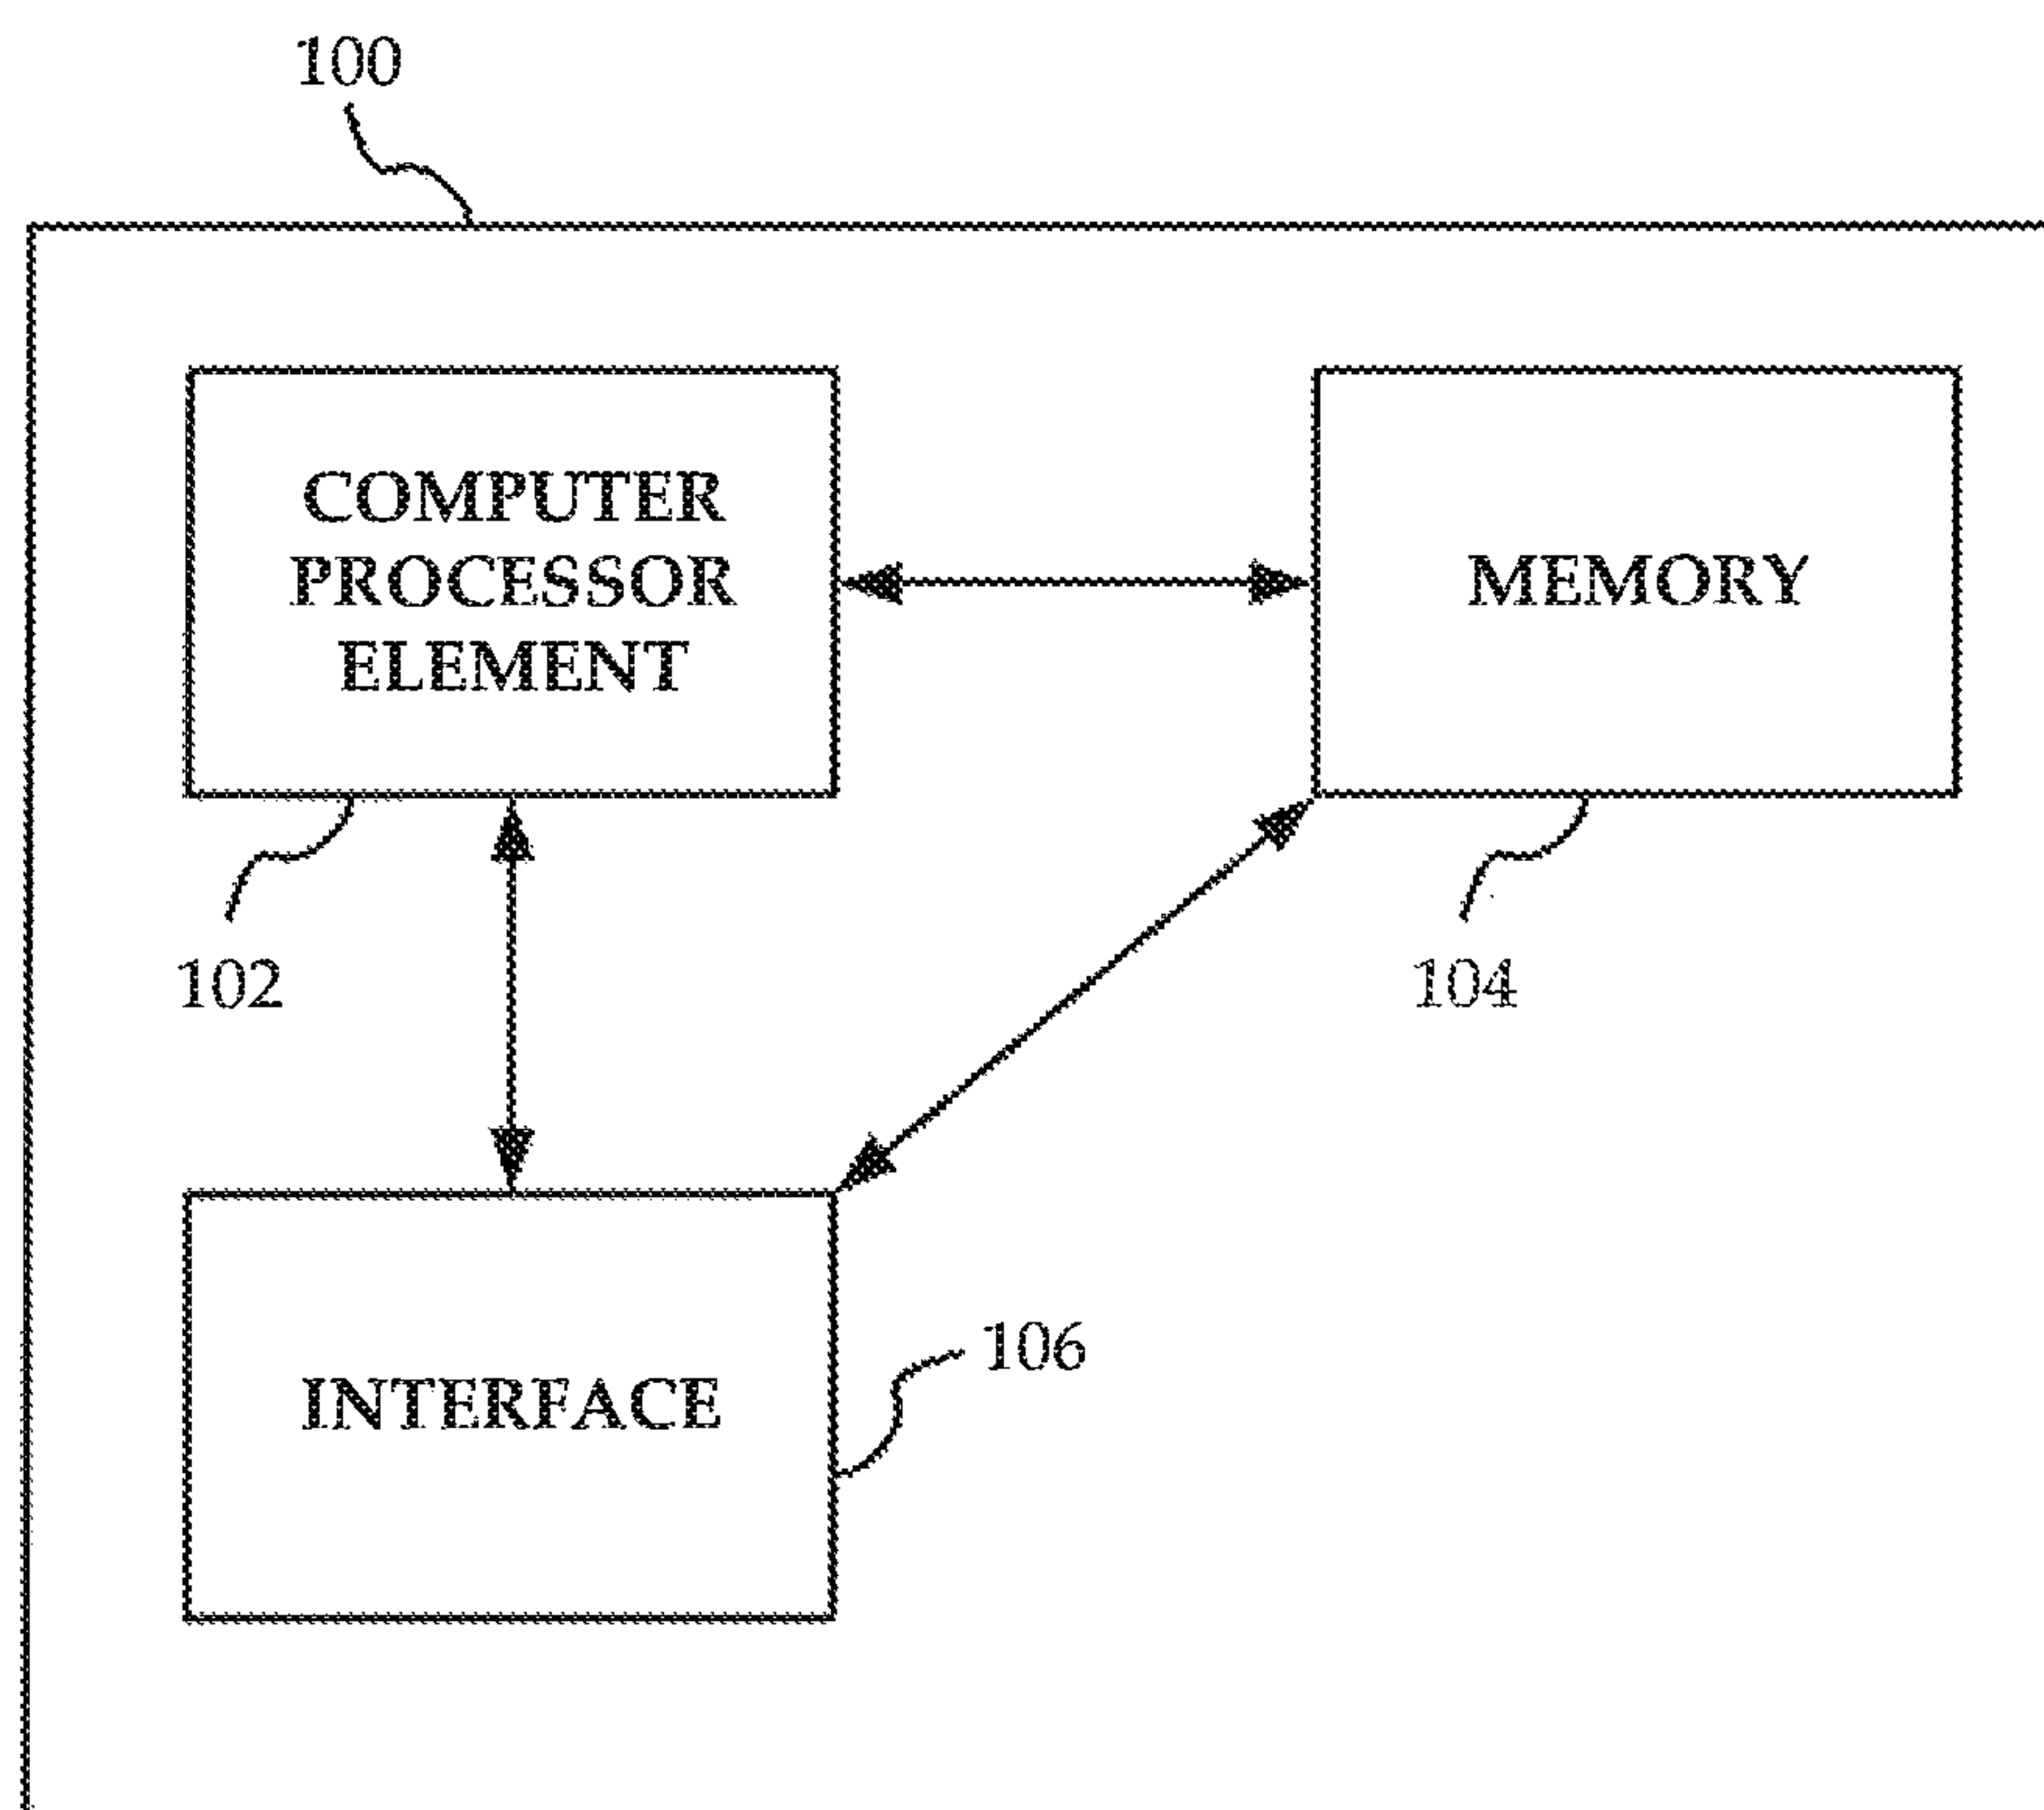 100
COMPUTER
PROCESSOR
ELEMENT
MEMORY
102
104
INTERFACE
106